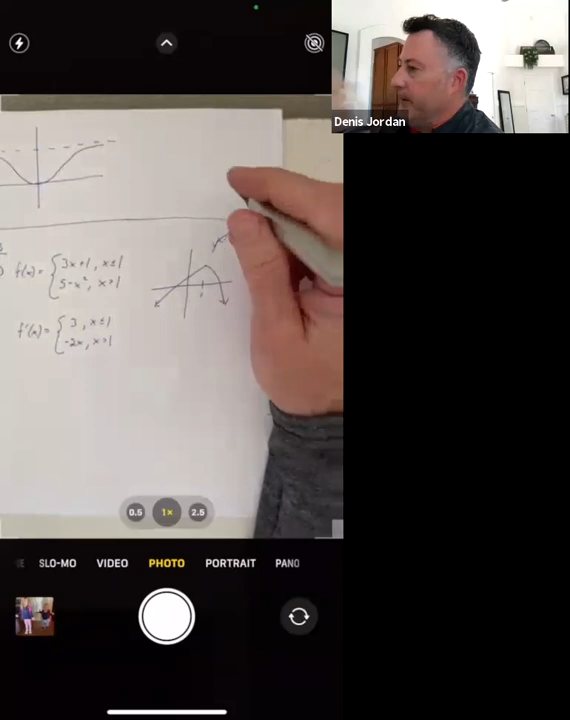 Denis Jordan
f(x) = { 3x+1, x≤1
5-x², x>1
1
f'(x) = { 3, x≤1
-2x, x>1
0.5 1× 2.5
SLO-MO VIDEO PHOTO PORTRAIT PANO